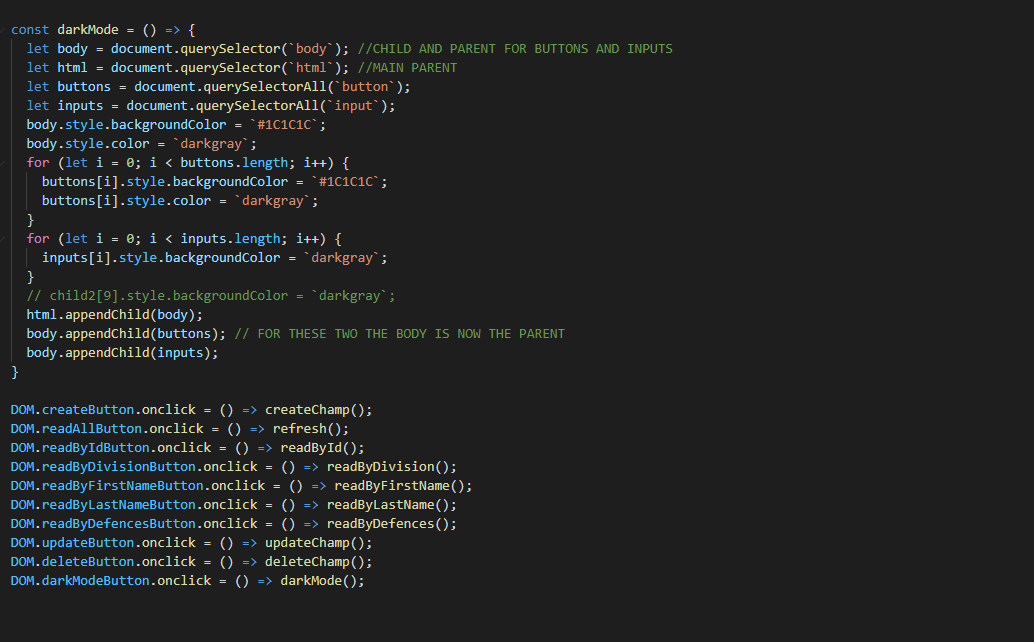 const darkMode = () => {
let body = document.querySelector(`body`); //CHILD AND PARENT FOR BUTTONS AND INPUTS
let html = document.querySelector(`html`); //MAIN PARENT
let buttons = document.querySelectorAll(`button`);
let inputs = document.querySelectorAll(`input`);
body.style.backgroundColor = `#1C1C1C`;
body.style.color = `darkgray`;
for (let i = 0; i < buttons.length; i++) {
buttons[i].style.backgroundColor = `#1C1C1C`;
buttons[i].style.color = `darkgray`;
}
for (let i = 0; i < inputs.length; i++) {
inputs[i].style.backgroundColor = `darkgray`;
}
// child2[9].style.backgroundColor = `darkgray`;
html.appendChild(body);
body.appendChild(buttons); // FOR THESE TWO THE BODY IS NOW THE PARENT
body.appendChild(inputs);
}
DOM.createButton.onclick = () => createChamp();
DOM.readAllButton.onclick = () => refresh();
DOM.readByIdButton.onclick = () => readById();
DOM.readByDivisionButton.onclick = () => readByDivision();
DOM.readByFirstNameButton.onclick = () => readByFirstName();
DOM.readByLastNameButton.onclick = () => readByLastName();
DOM.readByDefencesButton.onclick = () => readByDefences();
DOM.updateButton.onclick = () => updateChamp();
DOM.deleteButton.onclick = () => deleteChamp();
DOM.darkModeButton.onclick = () => darkMode();